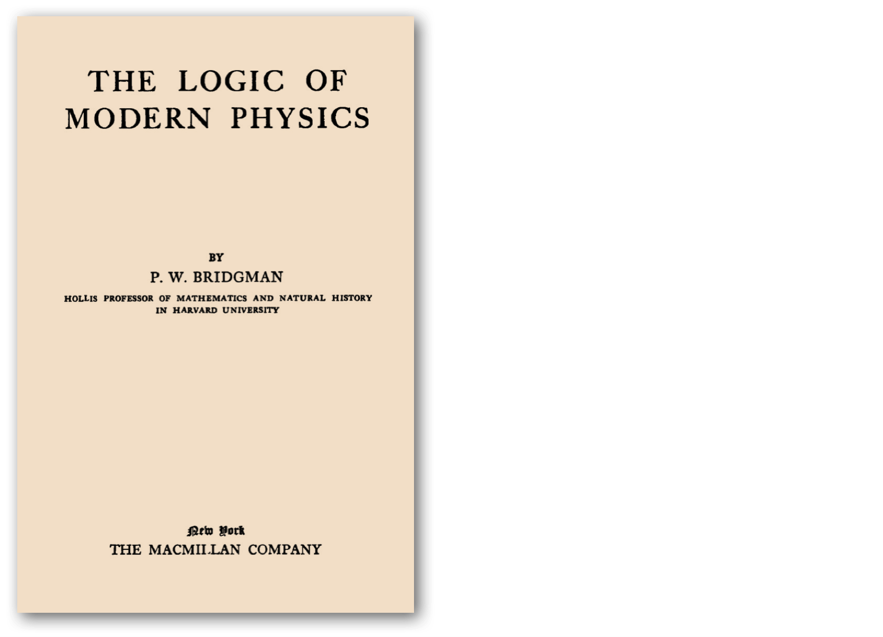 THE LOGIC OF
MODERN PHYSICS
BY
P. W. BRIDGMAN
HOLLIS PROFESSOR OF MATHEMATICS AND NATURAL HISTORY
IN HARVARD UNIVERSITY
New York
THE MACMILLAN COMPANY